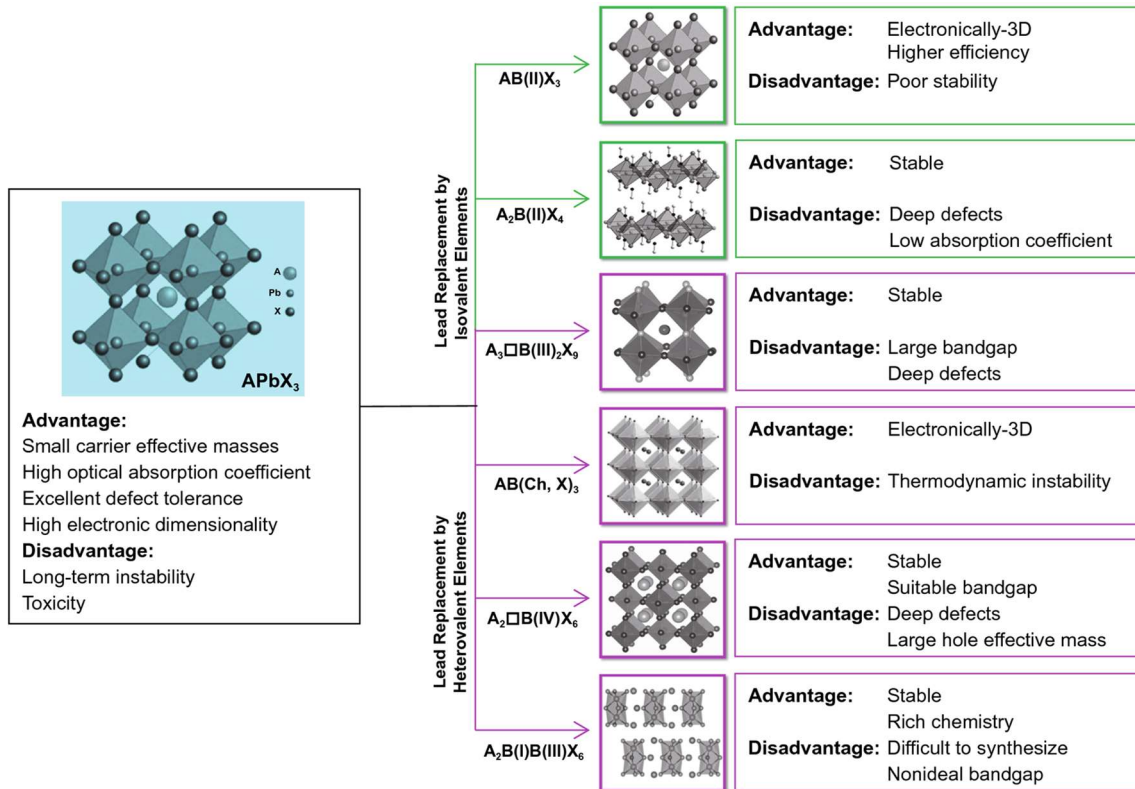 A
Pb
X
APbX₃
Advantage:
Small carrier effective masses
High optical absorption coefficient
Excellent defect tolerance
High electronic dimensionality
Disadvantage:
Long-term instability
Toxicity
Lead Replacement by
Isovalent Elements
Lead Replacement by
Heterovalent Elements
AB(II)X₃
Advantage: Electronically-3D
Higher efficiency
Disadvantage: Poor stability
A₂B(II)X₄
Advantage: Stable
Disadvantage: Deep defects
Low absorption coefficient
A₃□B(III)₂X₉
Advantage: Stable
Disadvantage: Large bandgap
Deep defects
AB(Ch, X)₃
Advantage: Electronically-3D
Disadvantage: Thermodynamic instability
A₂□B(IV)X₆
Advantage: Stable
Suitable bandgap
Disadvantage: Deep defects
Large hole effective mass
A₂B(I)B(III)X₆
Advantage: Stable
Rich chemistry
Disadvantage: Difficult to synthesize
Nonideal bandgap